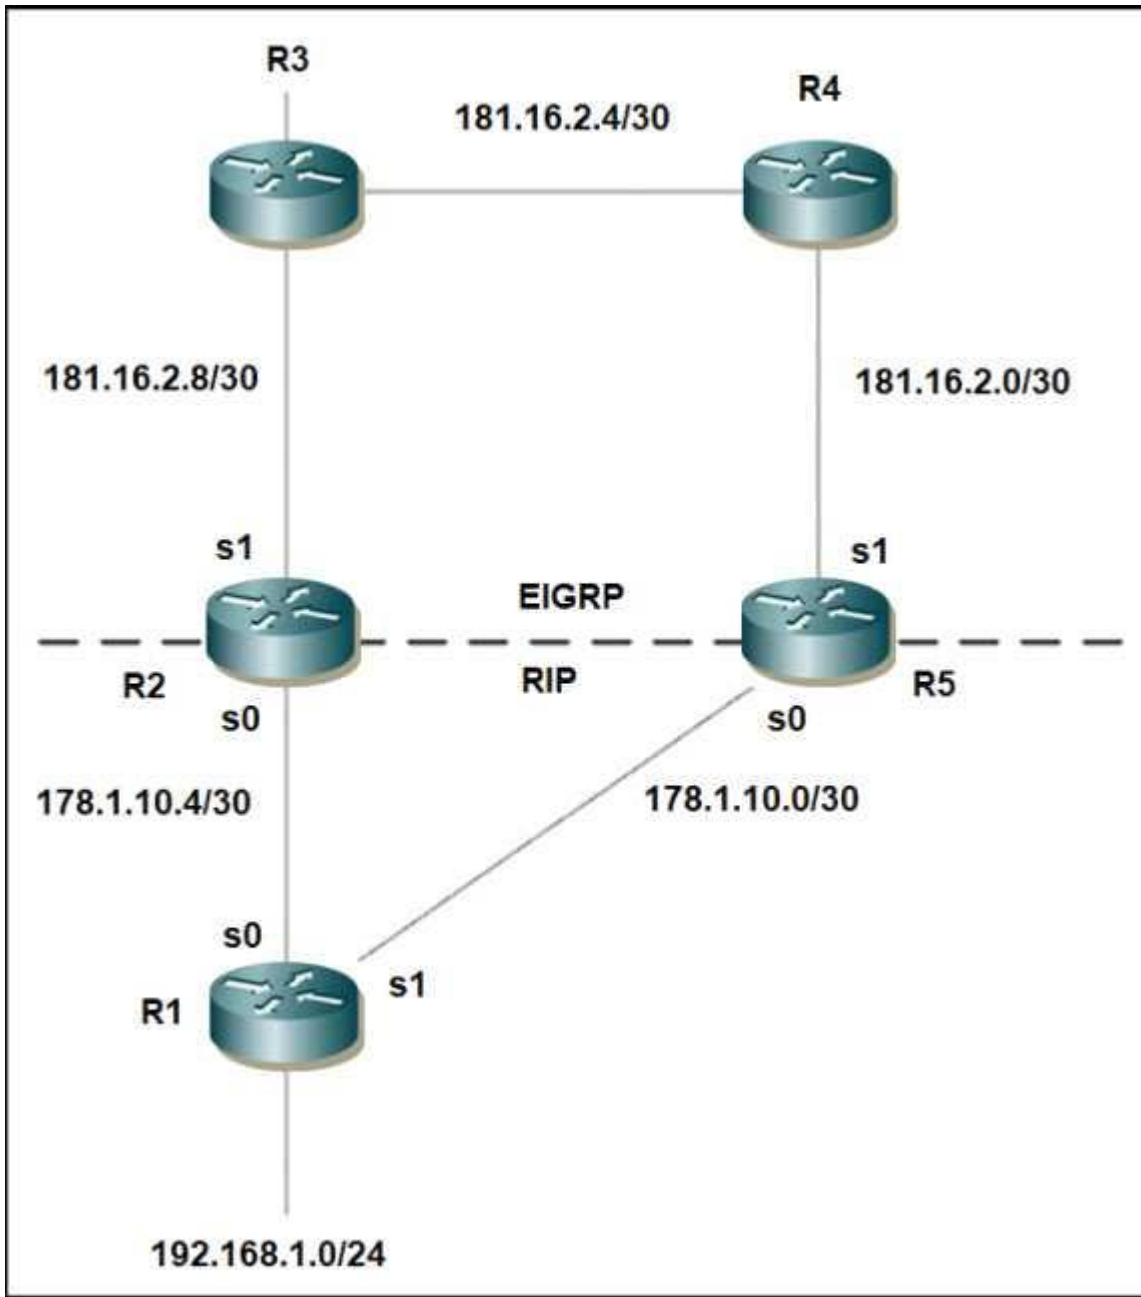 R3
R4
181.16.2.4/30
181.16.2.8/30
181.16.2.0/30
s1
s1
EIGRP
R2
RIP
R5
s0
s0
178.1.10.4/30
178.1.10.0/30
s0
s1
R1
192.168.1.0/24